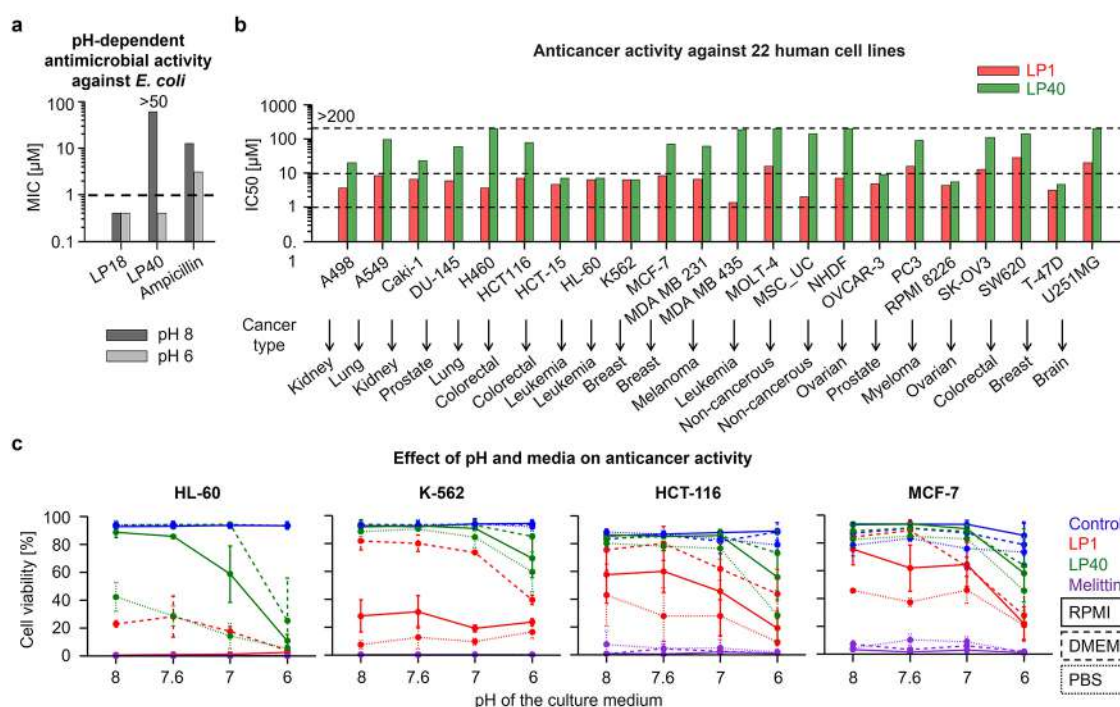 a
pH-dependent
antimicrobial activity
against E. coli
>50
100
10
1
0.1
MIC [µM]
LP18
LP40
Ampicillin
pH 8
pH 6
b
Anticancer activity against 22 human cell lines
LP1
LP40
>200
1000
100
10
1
0.
1
IC50 [µM]
A498
A549
Caki-1
DU-145
H460
HCT116
HCT-15
HL-60
K562
MCF-7
MDA MB 231
MDA MB 435
MOLT-4
MSC_UC
NHDF
OVCAR-3
PC3
RPMI 8226
SK-OV3
SW620
T-47D
U251MG
Cancer
type
Kidney
Lung
Kidney
Prostate
Lung
Colorectal
Colorectal
Leukemia
Leukemia
Breast
Breast
Melanoma
Leukemia
Non-cancerous
Non-cancerous
Ovarian
Prostate
Myeloma
Ovarian
Colorectal
Breast
Brain
c
Effect of pH and media on anticancer activity
HL-60
K-562
HCT-116
MCF-7
Cell viability [%]
100
80
60
40
20
0
8 7.6 7 6
8 7.6 7 6
8 7.6 7 6
8 7.6 7 6
pH of the culture medium
Control
LP1
LP40
Melittin
RPMI
DMEM
PBS